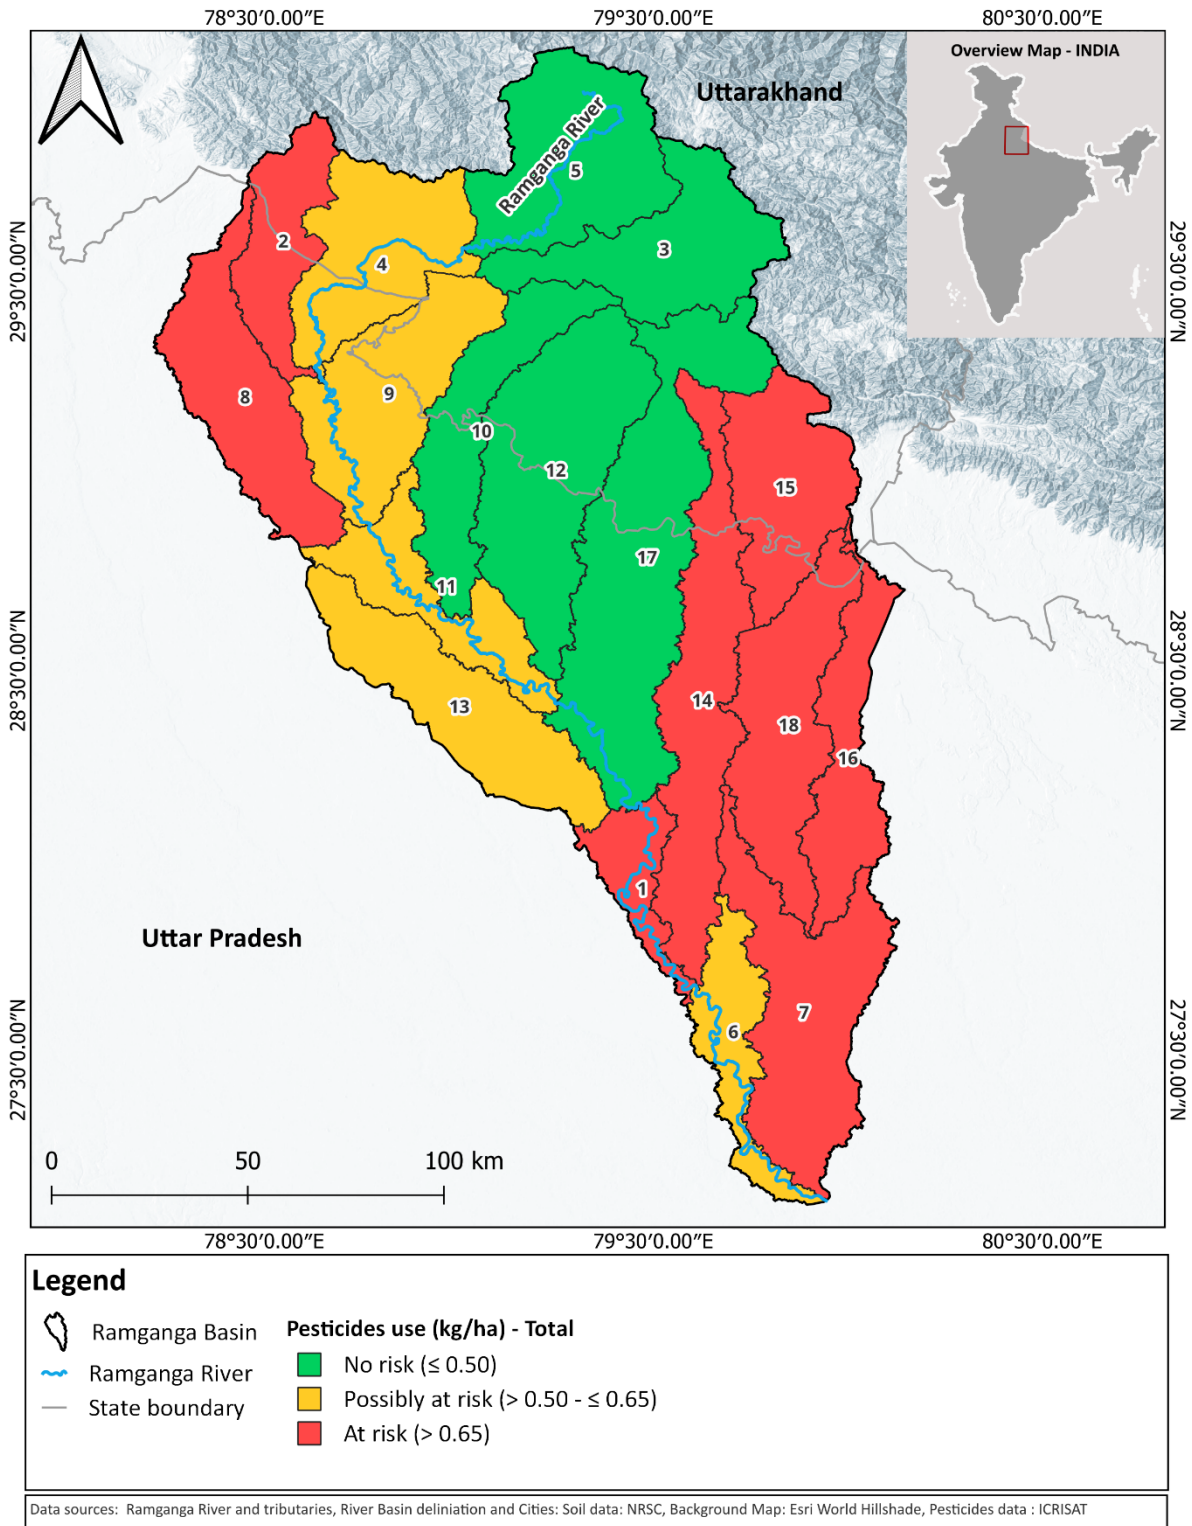 78°30′0.00″E 79°30′0.00″E 80°30′0.00″E
Overview Map - INDIA
Uttarakhand
Ramganga River
5
2
3
4
29°30′0.00″N
29°30′0.00″N
8
9
10
12
15
17
11
28°30′0.00″N
28°30′0.00″N
13
14
18
16
1
Uttar Pradesh
7
6
27°30′0.00″N
27°30′0.00″N
0 50 100 km
78°30′0.00″E 79°30′0.00″E 80°30′0.00″E
Legend
Ramganga Basin
Ramganga River
State boundary
Pesticides use (kg/ha) - Total
No risk (≤ 0.50)
Possibly at risk (> 0.50 - ≤ 0.65)
At risk (> 0.65)
Data sources: Ramganga River and tributaries, River Basin deliniation and Cities: Soil data: NRSC, Background Map: Esri World Hillshade, Pesticides data : ICRISAT